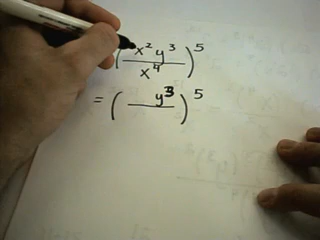 (x²y³/x⁴)⁵
= (y³/ )⁵